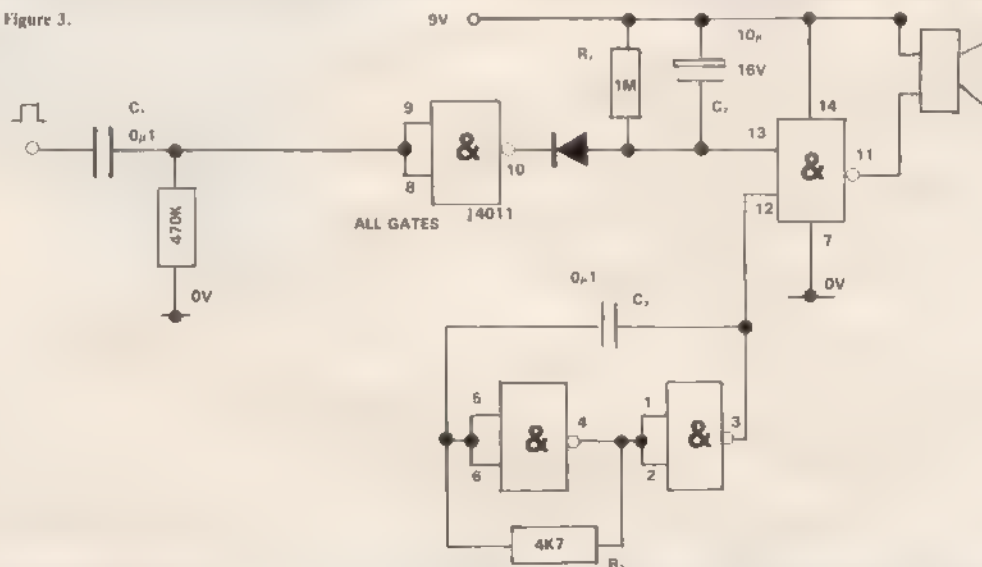 Figure 3.
9V
10µ
R,
16V
1M
C,
14
C,
0µ1
9
&
10
8
13
&
11
12
4011
ALL GATES
7
470K
0V
0V
0µ1
C,
5
&
4
6
1
&
3
2
4K7